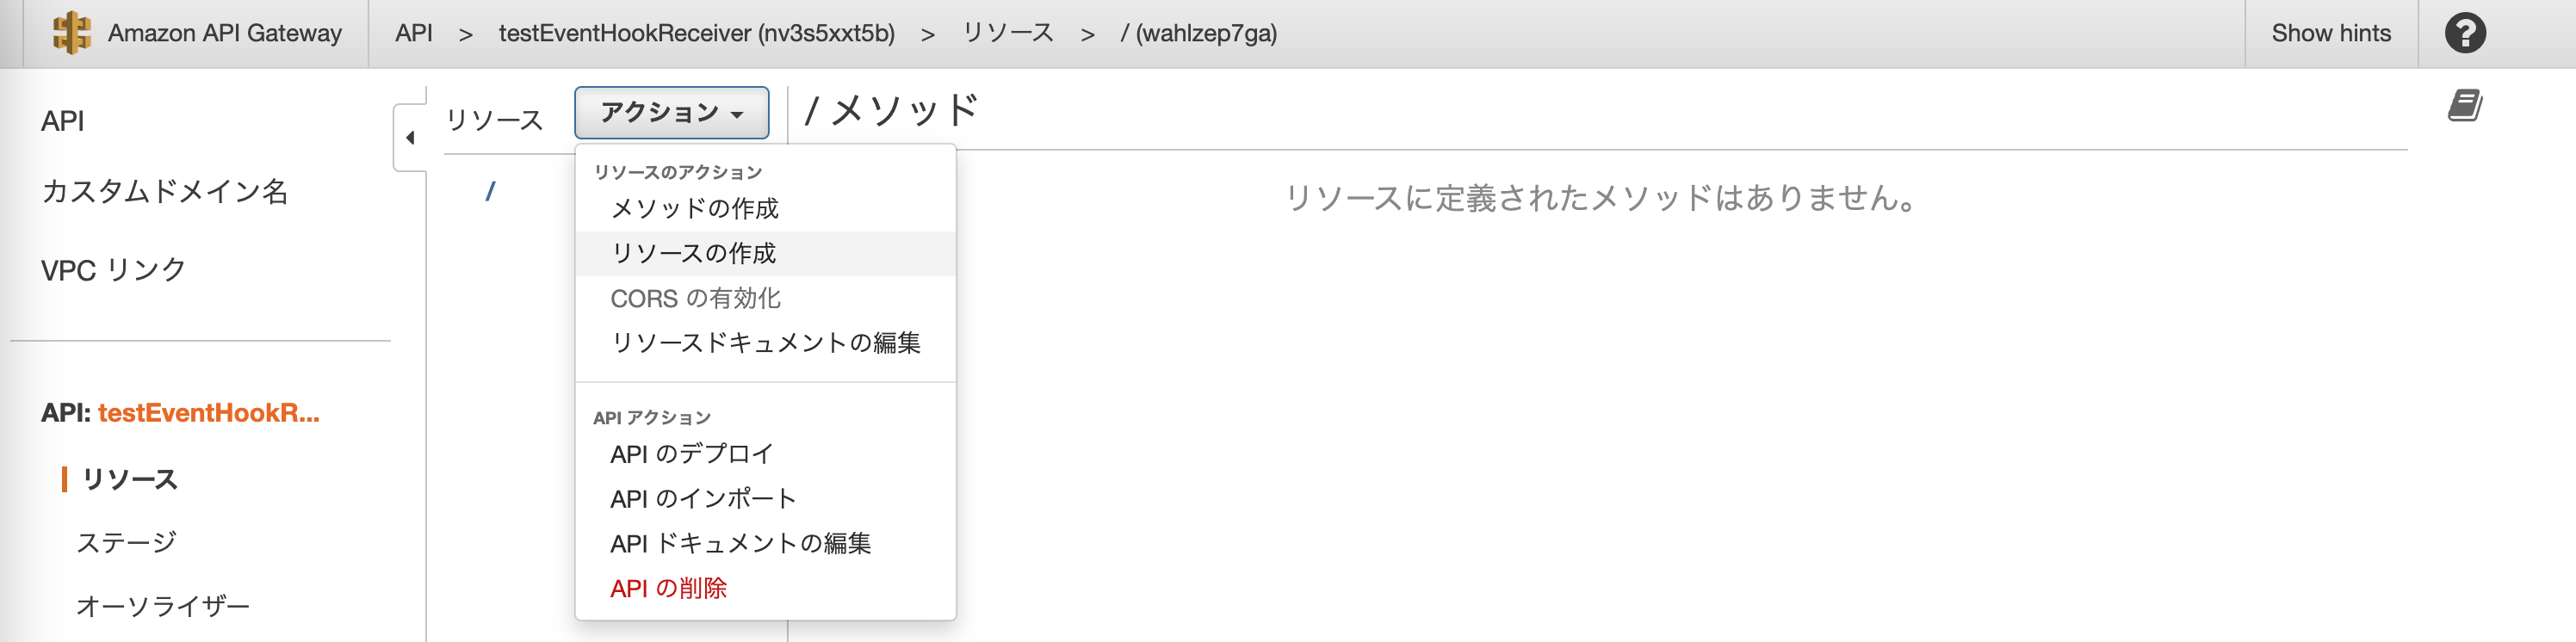 Amazon API Gateway
API > testEventHookReceiver (nv3s5xxt5b) > リソース > / (wahlzep7ga)
Show hints
API
カスタムドメイン名
VPC リンク
API: testEventHookR...
リソース
ステージ
オーソライザー
リソース
アクション
/
リソースのアクション
メソッドの作成
リソースの作成
CORS の有効化
リソースドキュメントの編集
API アクション
API のデプロイ
API のインポート
API ドキュメントの編集
API の削除
/ メソッド
リソースに定義されたメソッドはありません。